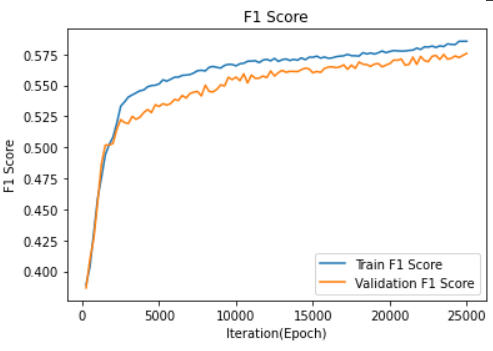 F1 Score
0.575
0.550
0.525
0.500
0.475
0.450
0.425
0.400
F1 Score
Train F1 Score
Validation F1 Score
0 5000 10000 15000 20000 25000
Iteration(Epoch)